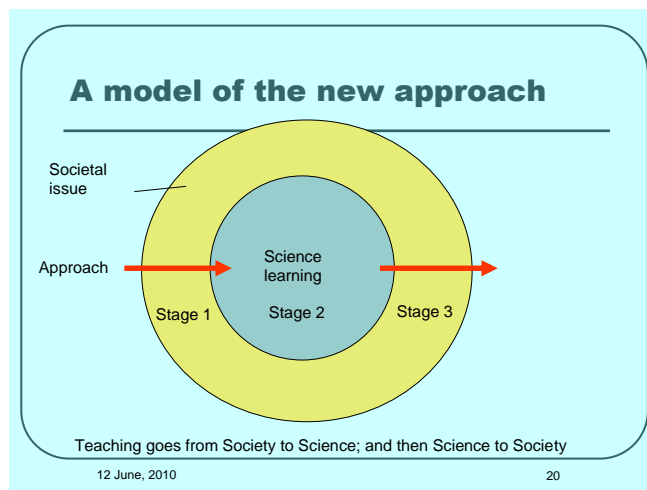 A model of the new approach
Societal
issue
Approach
Science
learning
Stage 1
Stage 2
Stage 3
Teaching goes from Society to Science; and then Science to Society
12 June, 2010
20